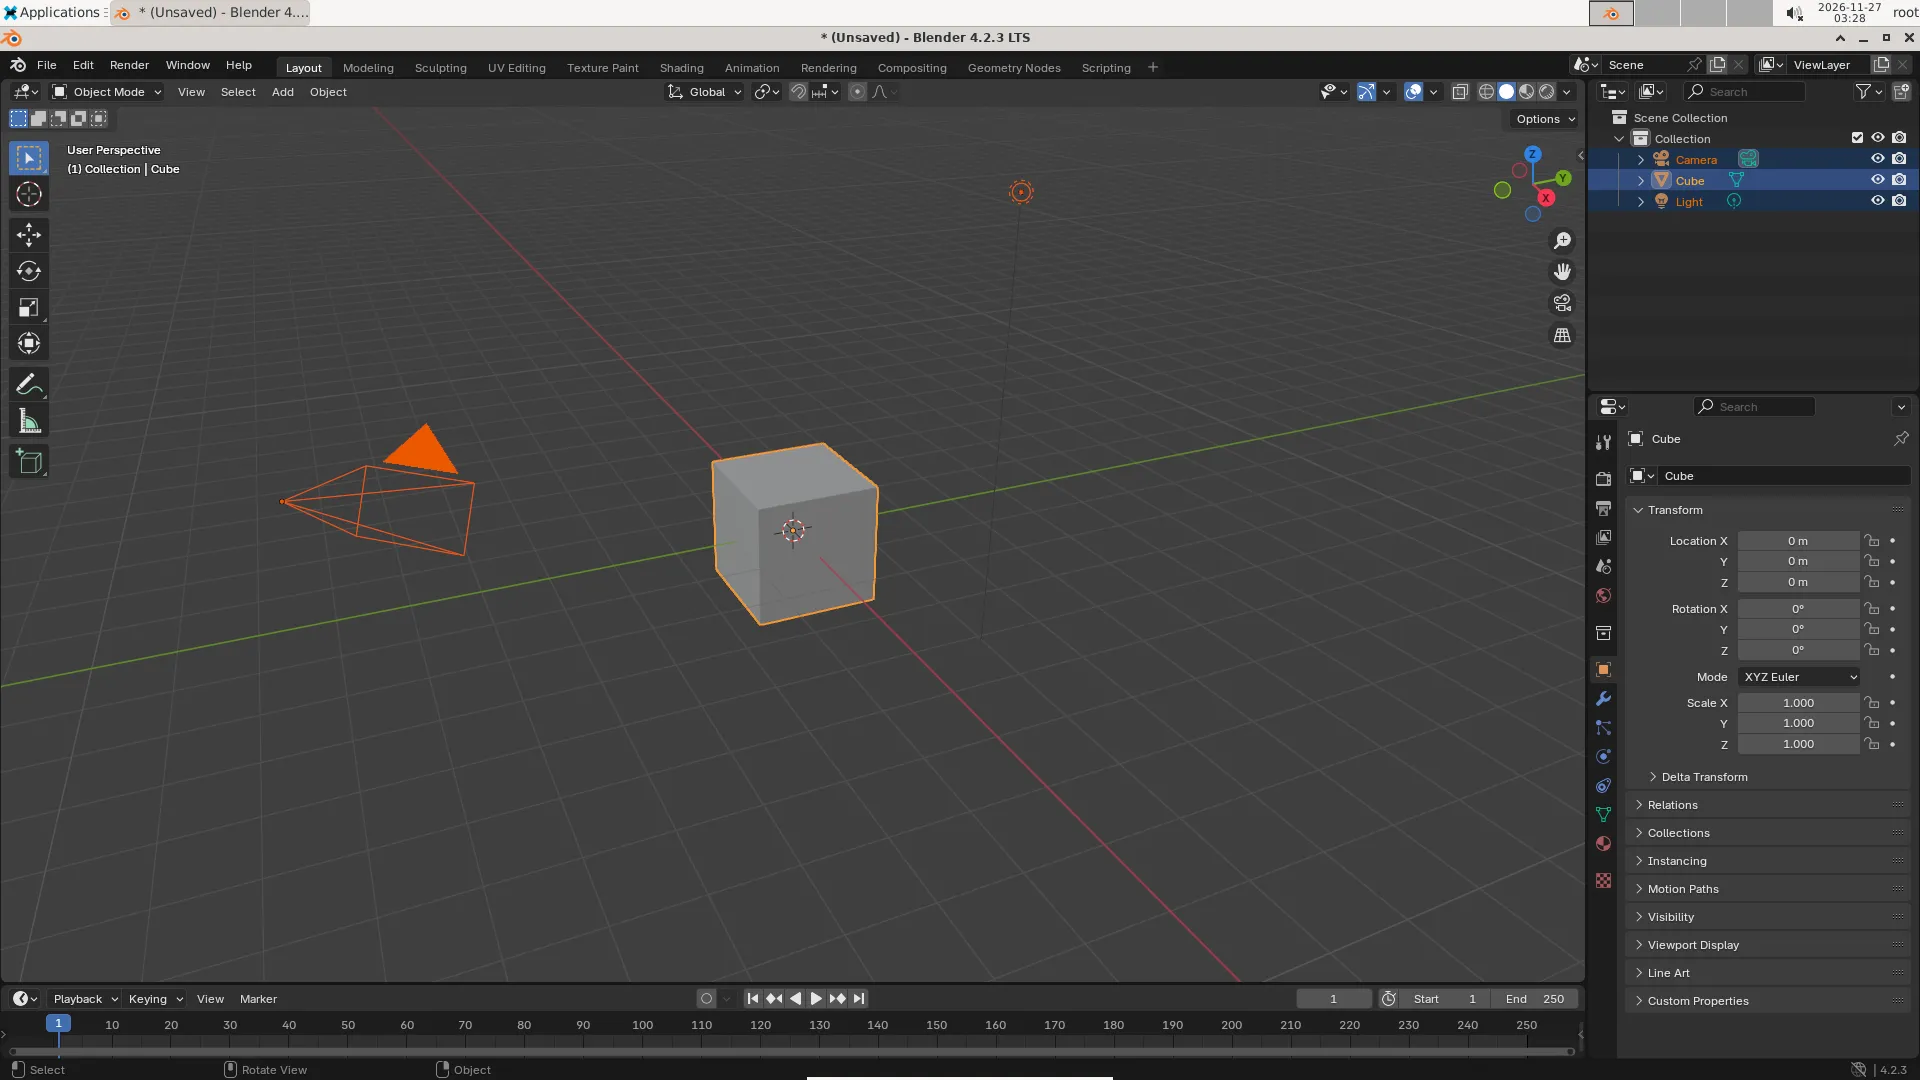 Applications
* (Unsaved) - Blender 4....
2026-11-27
03:28
root
* (Unsaved) - Blender 4.2.3 LTS
File Edit Render Window Help
Layout Modeling Sculpting UV Editing Texture Paint Shading Animation Rendering Compositing Geometry Nodes Scripting
Scene
ViewLayer
Object Mode View Select Add Object
Global
Search
Options
User Perspective
(1) Collection | Cube
Z
Y
X
Scene Collection
Collection
Camera
Cube
Light
Search
Cube
Cube
Transform
Location X 0 m
Y 0 m
Z 0 m
Rotation X 0°
Y 0°
Z 0°
Mode XYZ Euler
Scale X 1.000
Y 1.000
Z 1.000
Delta Transform
Relations
Collections
Instancing
Motion Paths
Visibility
Viewport Display
Line Art
Custom Properties
Playback Keying View Marker
1
Start 1
End 250
1 10 20 30 40 50 60 70 80 90 100 110 120 130 140 150 160 170 180 190 200 210 220 230 240 250
Select
Rotate View
Object
4.2.3